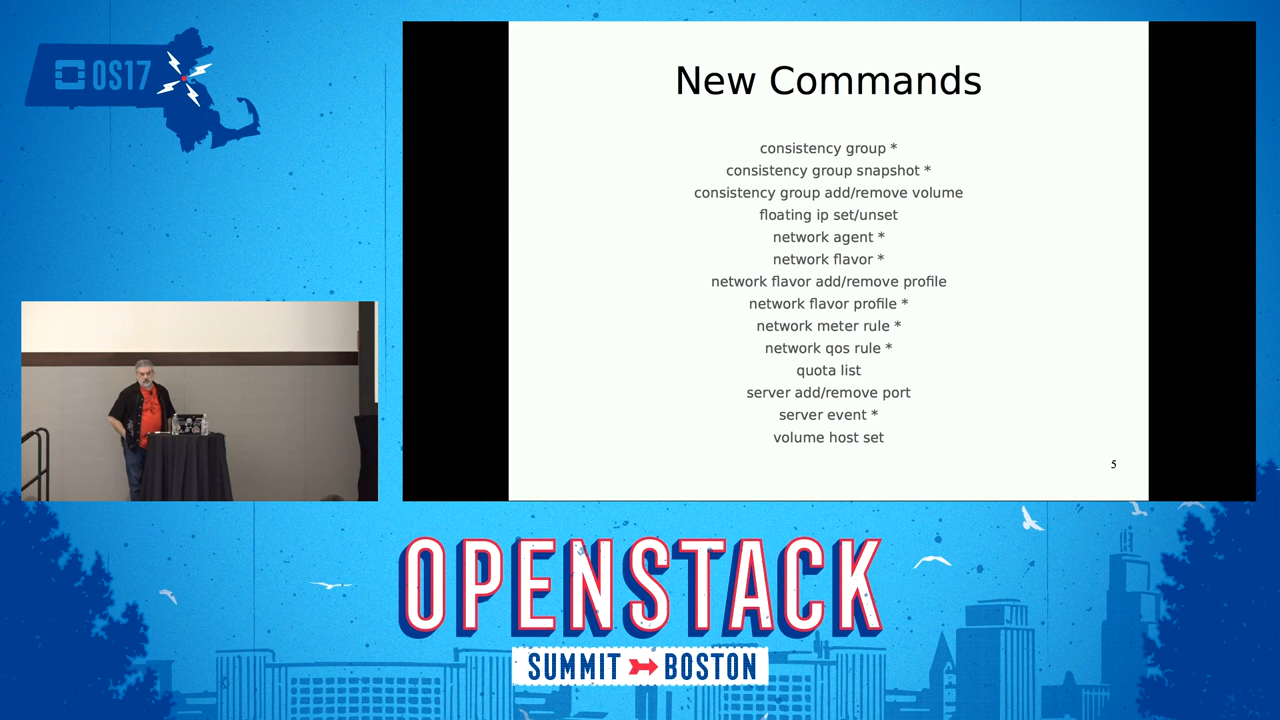 OS17
New Commands
consistency group *
consistency group snapshot *
consistency group add/remove volume
floating ip set/unset
network agent *
network flavor *
network flavor add/remove profile
network flavor profile *
network meter rule *
network qos rule *
quota list
server add/remove port
server event *
volume host set
5
OPENSTACK
SUMMIT BOSTON